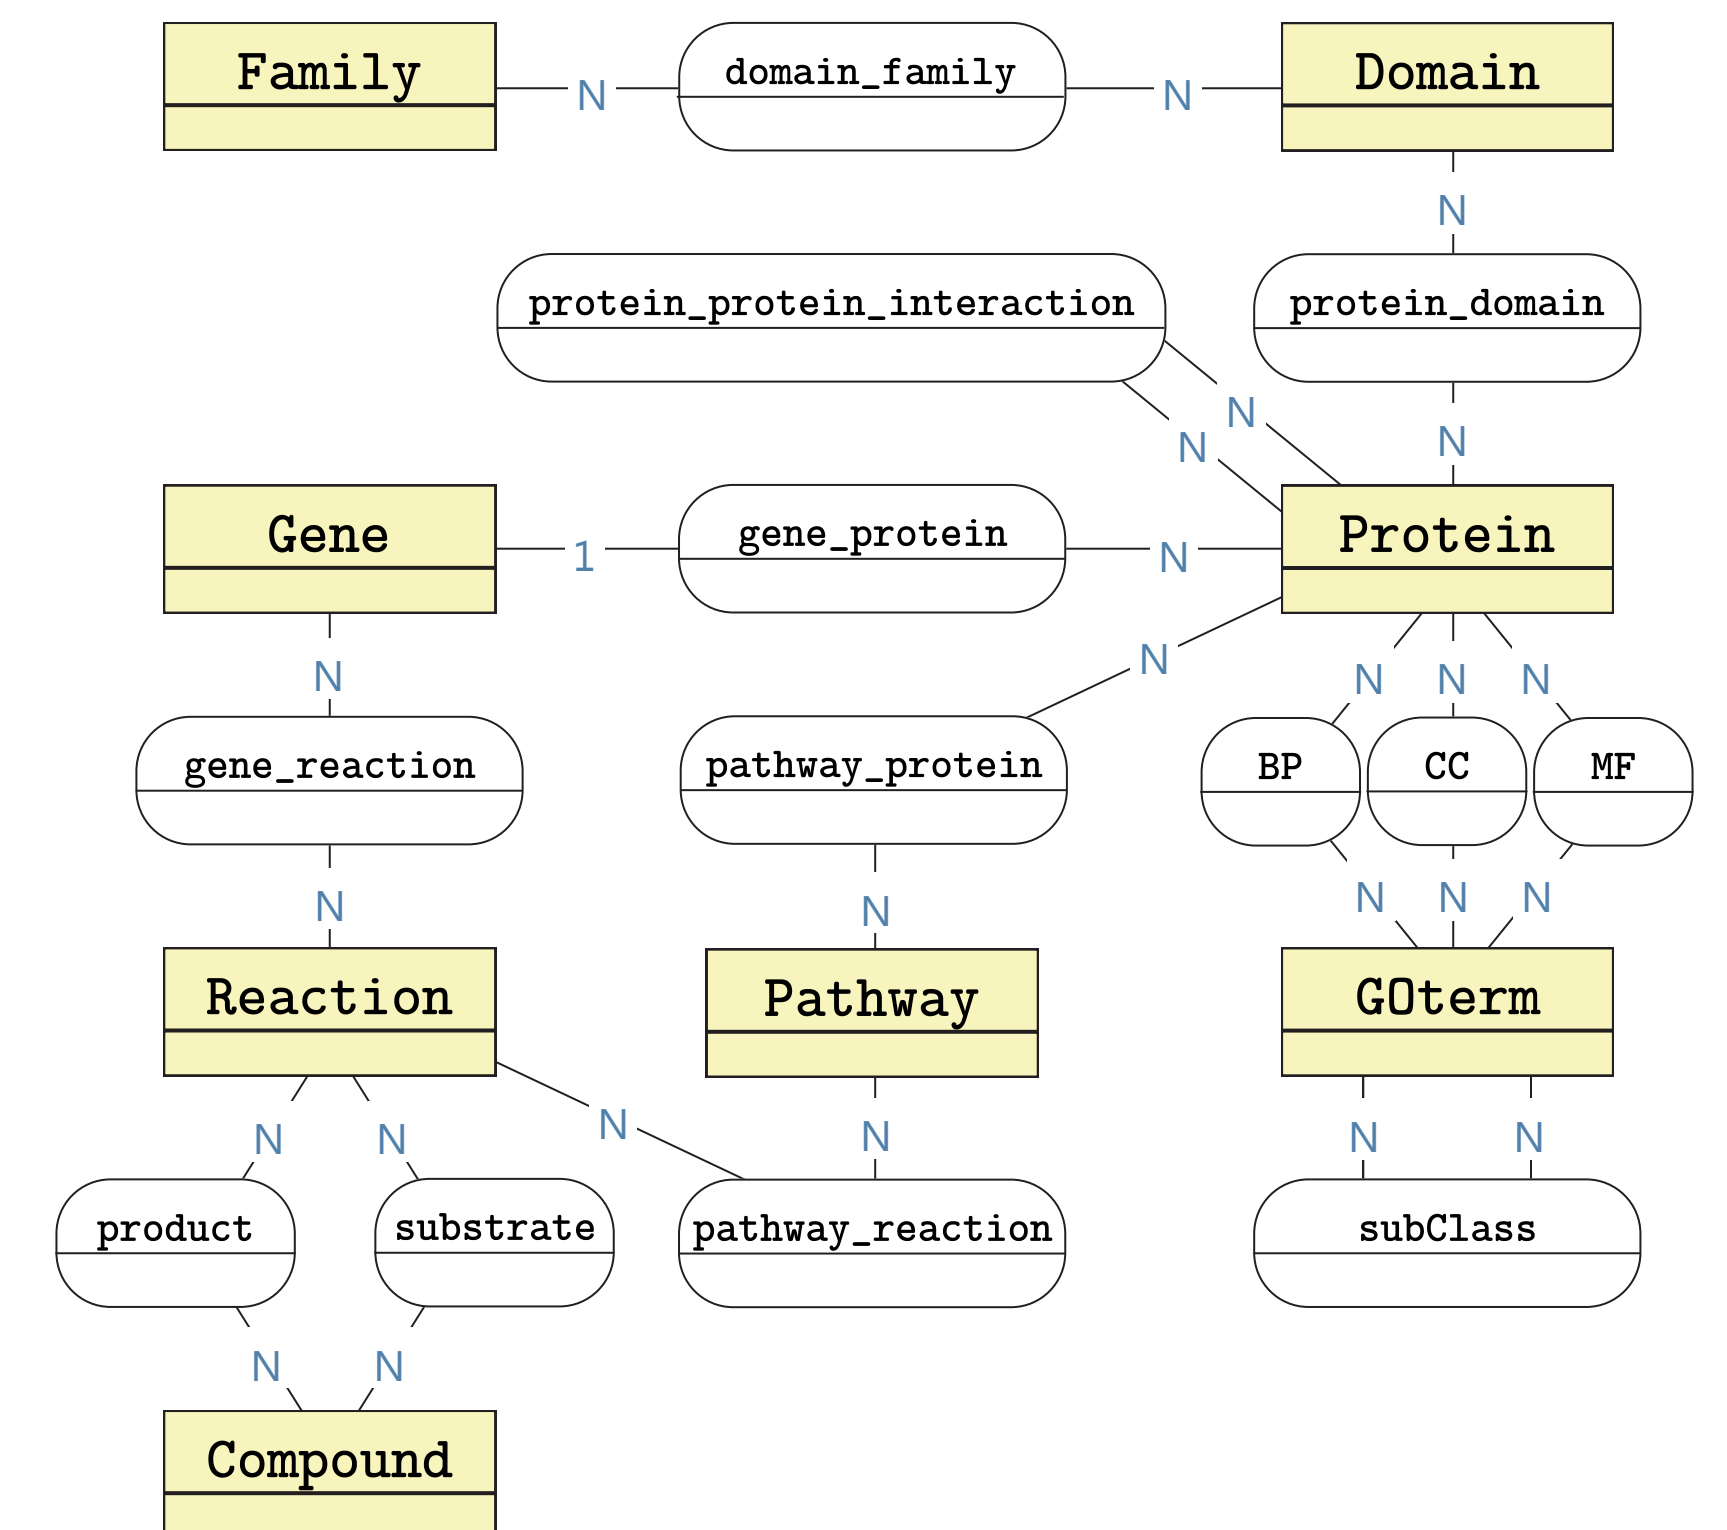 Family
N
domain_family
N
Domain
N
protein_protein_interaction
protein_domain
N
N
N
Gene
1
gene_protein
N
Protein
N
N
N
N
N
gene_reaction
pathway_protein
BP
CC
MF
N
N
N
N
N
Reaction
Pathway
GOterm
N
N
N
N
N
N
product
substrate
pathway_reaction
subClass
N
N
Compound